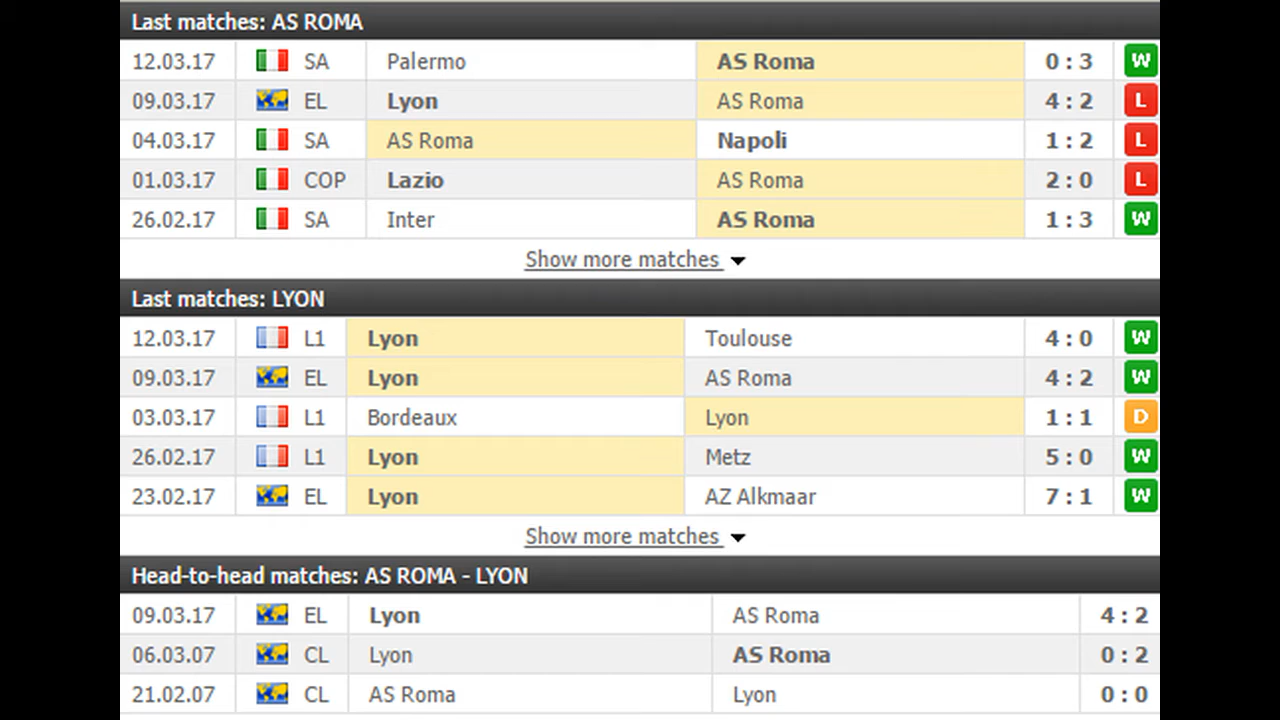 Last matches: AS ROMA
12.03.17 SA Palermo AS Roma 0 : 3 W
09.03.17 EL Lyon AS Roma 4 : 2 L
04.03.17 SA AS Roma Napoli 1 : 2 L
01.03.17 COP Lazio AS Roma 2 : 0 L
26.02.17 SA Inter AS Roma 1 : 3 W
Show more matches
Last matches: LYON
12.03.17 L1 Lyon Toulouse 4 : 0 W
09.03.17 EL Lyon AS Roma 4 : 2 W
03.03.17 L1 Bordeaux Lyon 1 : 1 D
26.02.17 L1 Lyon Metz 5 : 0 W
23.02.17 EL Lyon AZ Alkmaar 7 : 1 W
Show more matches
Head-to-head matches: AS ROMA - LYON
09.03.17 EL Lyon AS Roma 4 : 2
06.03.07 CL Lyon AS Roma 0 : 2
21.02.07 CL AS Roma Lyon 0 : 0